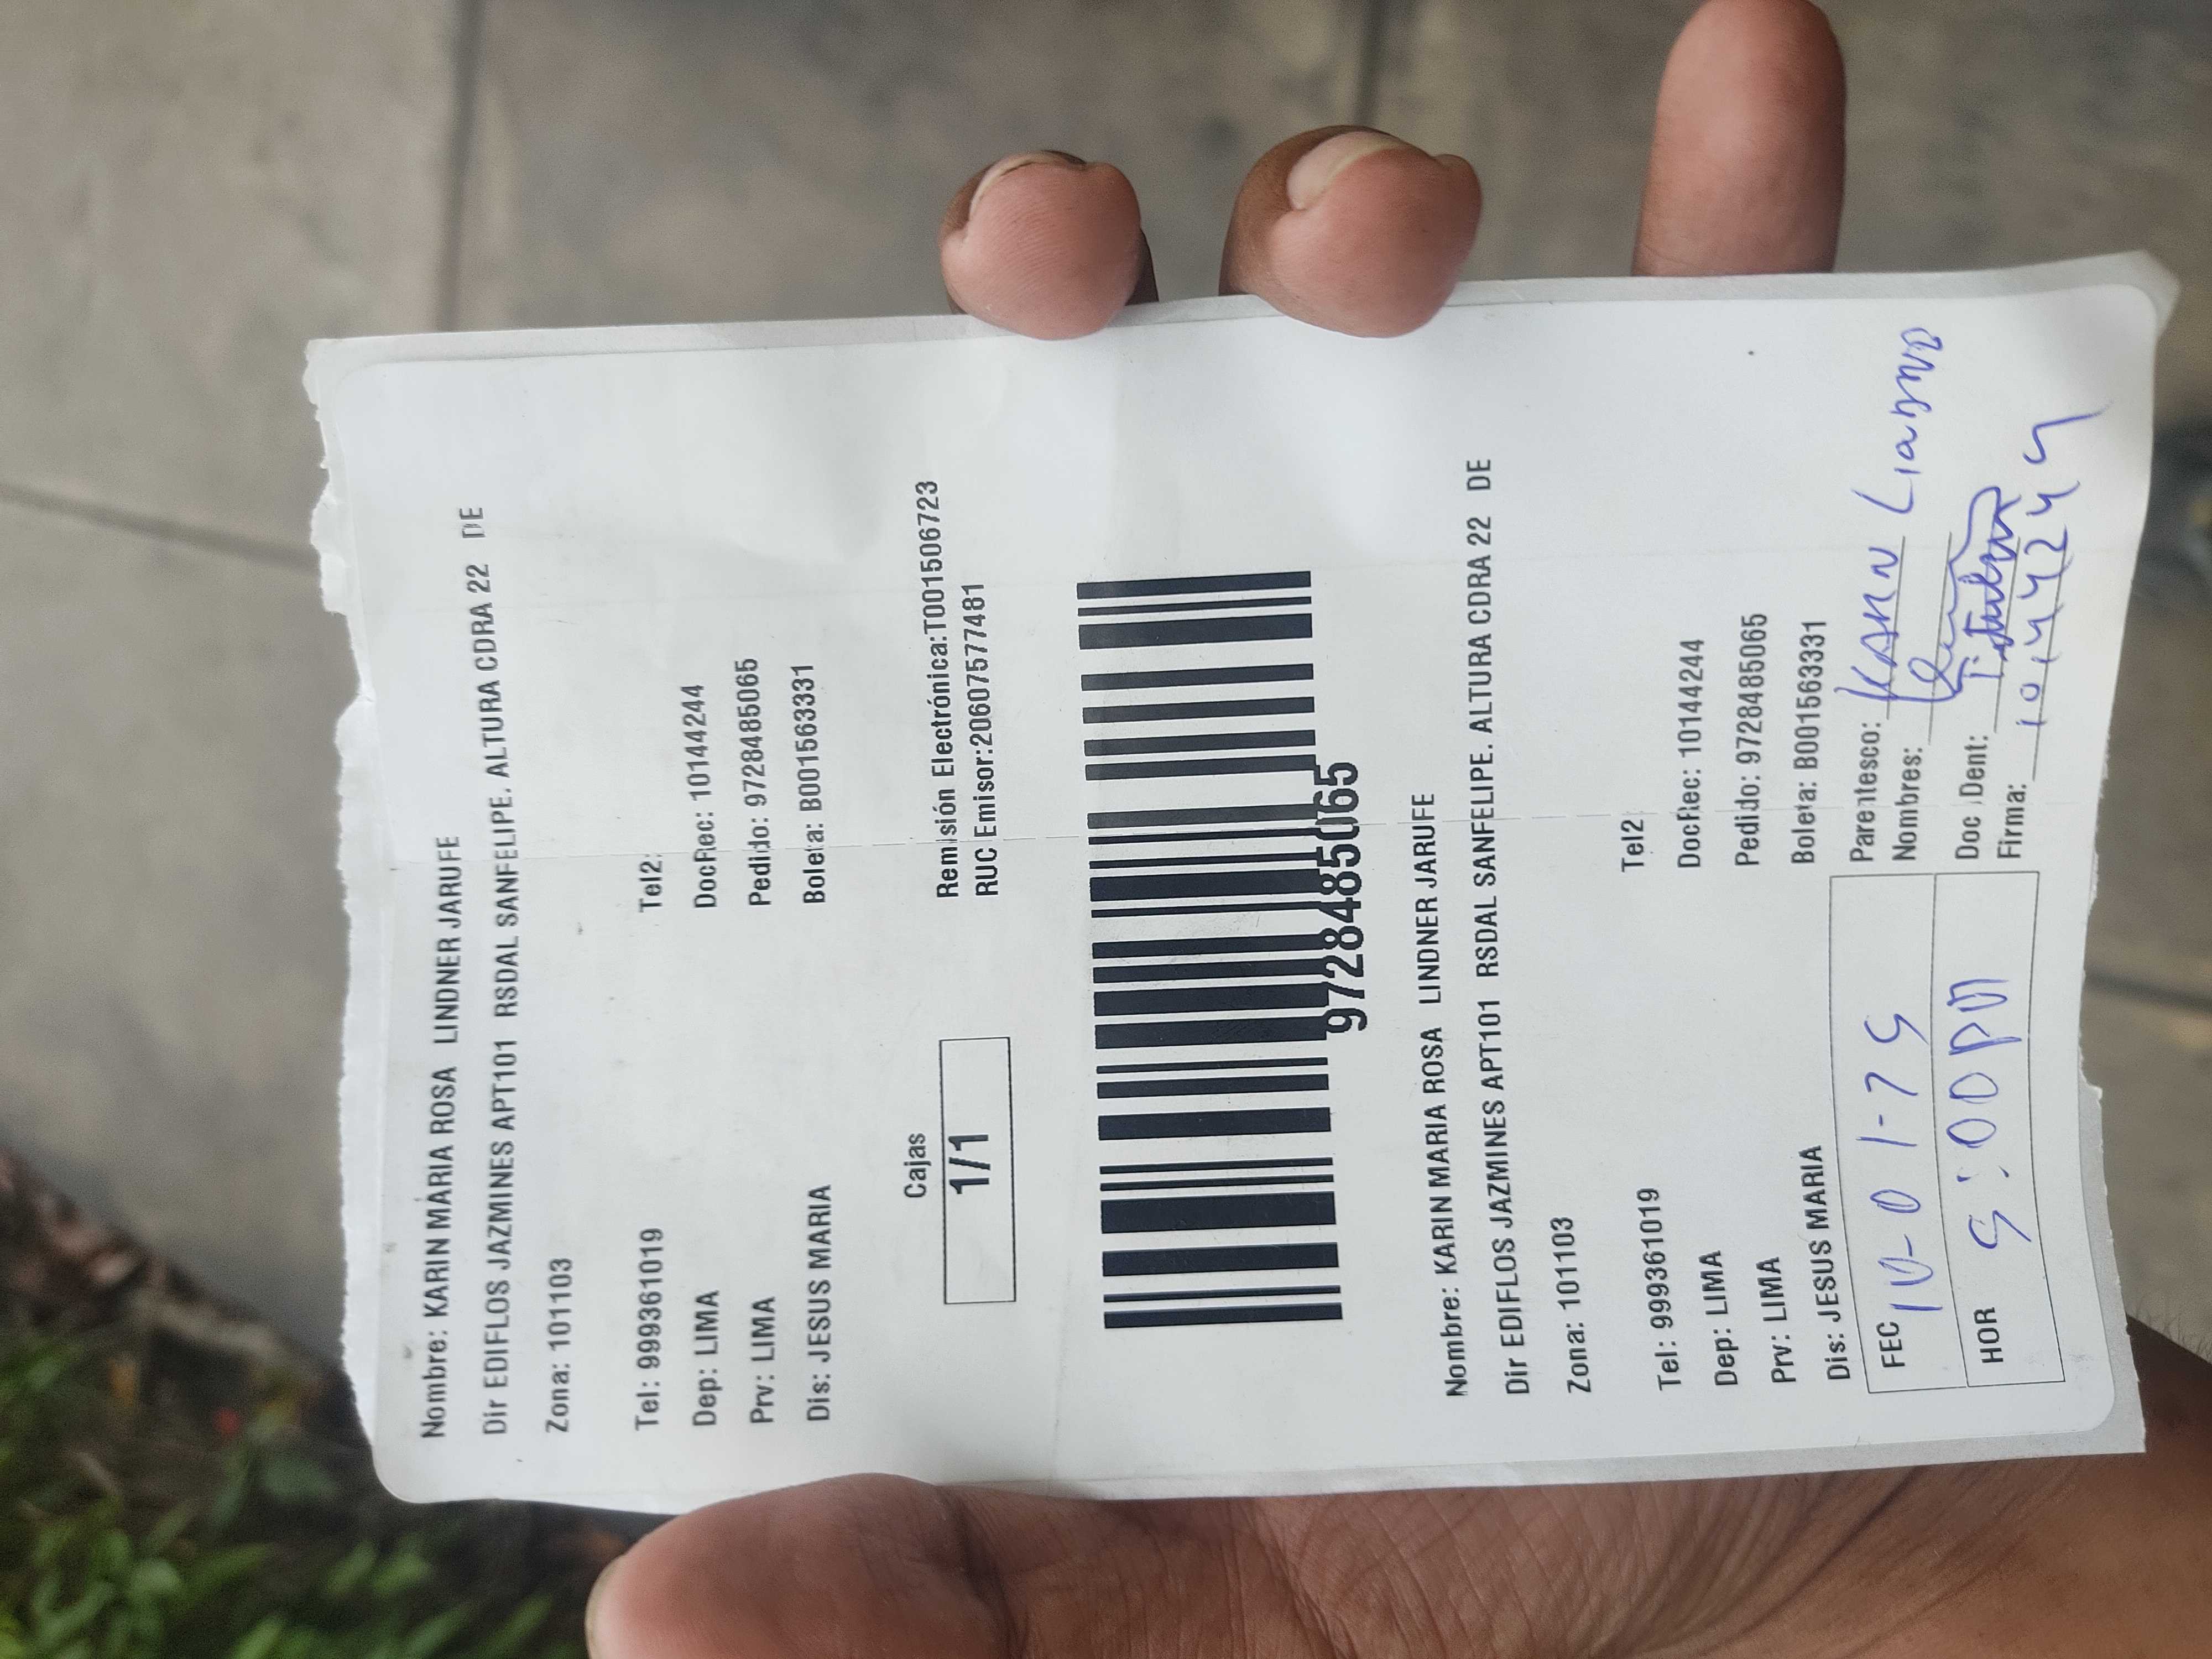 Nombre: KARIN MARIA ROSA LINDNER JARUFE
Dir EDIFLOS JAZMINES APT101 RSDAL SANFELIPE. ALTURA CDRA 22 DE
Zona: 101103
Tel: 999361019 Tel2:
Dep: LIMA DocRec: 10144244
Prv: LIMA Pedido: 9728485065
Dis: JESUS MARIA Boleta: B001563331
Cajas
1/1
Remisión Electrónica:T001506723
RUC Emisor:20607577481
97284485065
Nombre: KARIN MARIA ROSA LINDNER JARUFE
Dir EDIFLOS JAZMINES APT101 RSDAL SANFELIPE. ALTURA CDRA 22 DE
Zona: 101103
Tel: 999361019 Tel2
Dep: LIMA DocRec: 10144244
Prv: LIMA Pedido: 97284485065
Dis: JESUS MARIA Boleta: B001563331
FEC 10-01-25
HOR 5:00PM
Parentesco: KARIN
Nombres:
Doc Dent: Titular
Firma: 10144244